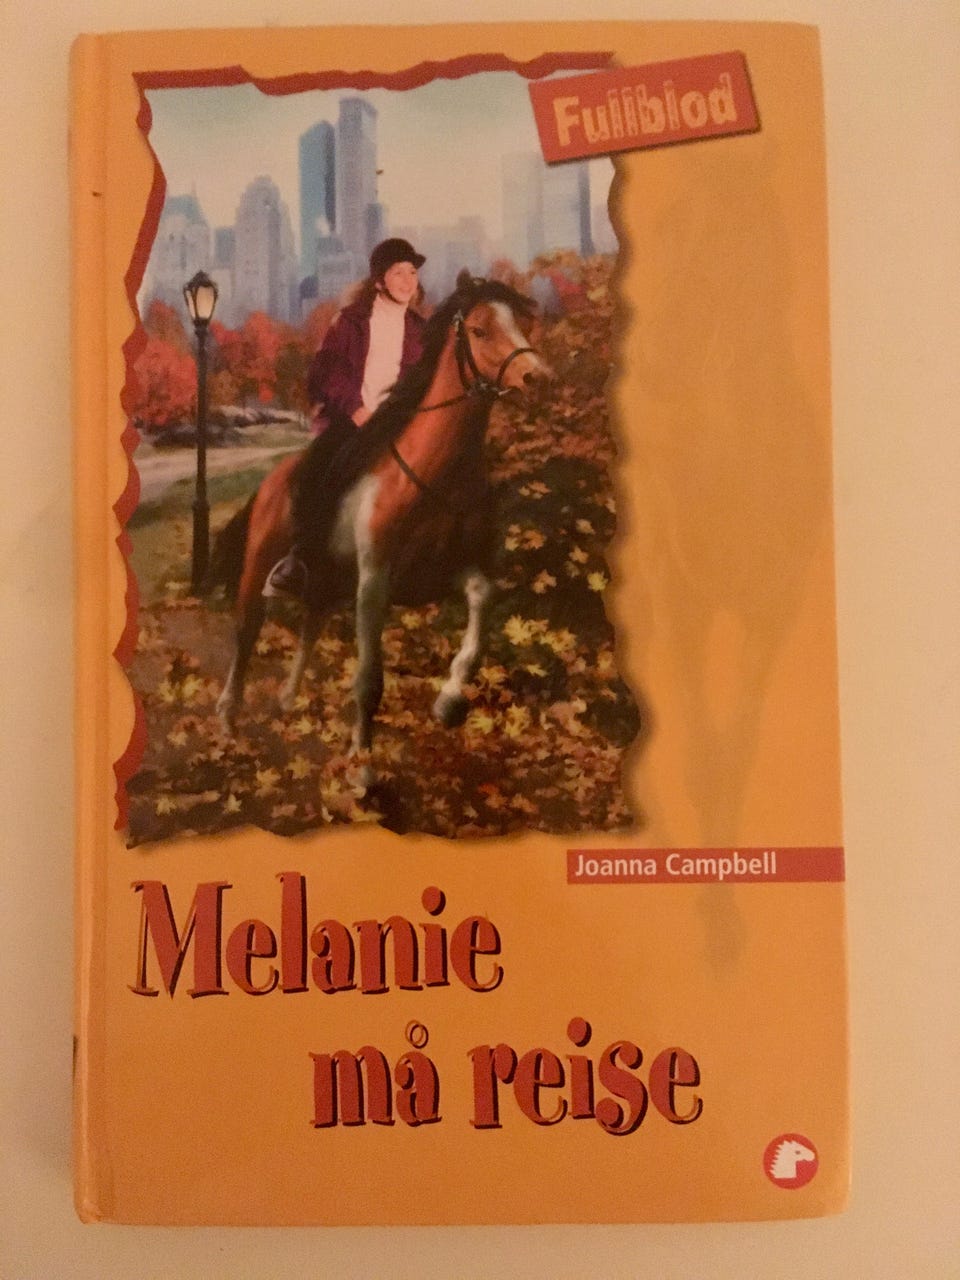 Fullblod
Joanna Campbell
Melanie
må reise